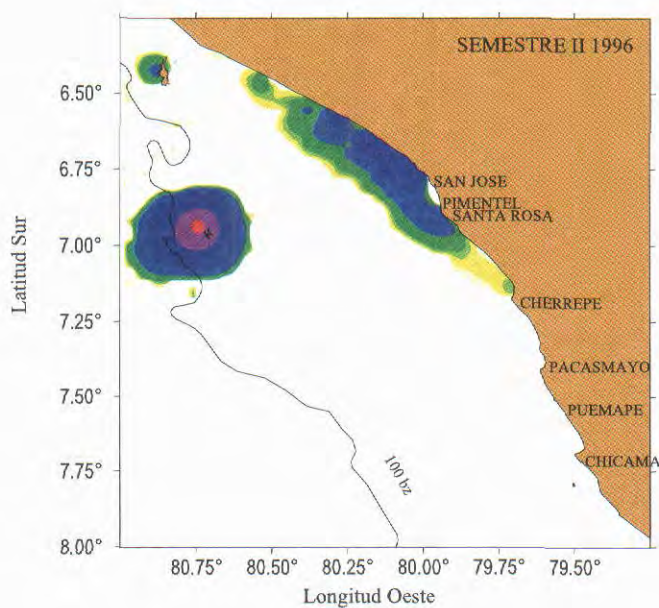 SEMESTRE II 1996
6.50°
6.75°
7.00°
7.25°
7.50°
7.75°
8.00°
Latitud Sur
SAN JOSE
PIMENTEL
SANTA ROSA
CHERREPE
PACASMAYO
PUEMAPE
CHICAMA
100 bz
80.75°
80.50°
80.25°
80.00°
79.75°
79.50°
Longitud Oeste